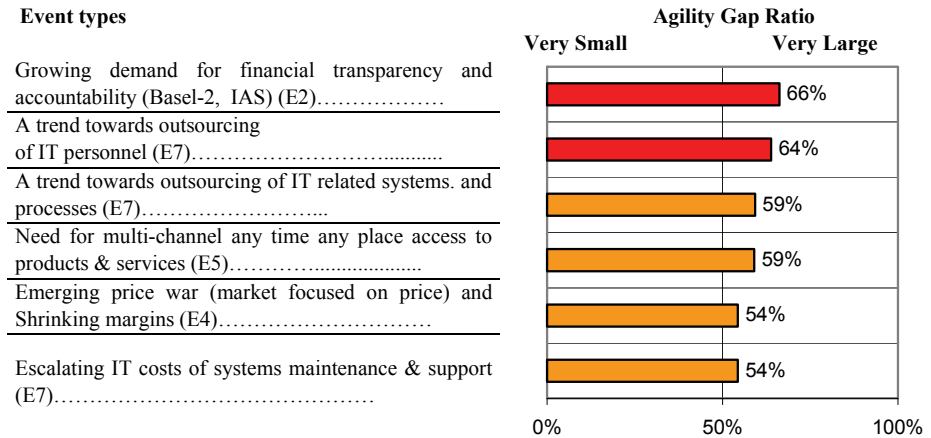 Event types
Agility Gap Ratio
Very Small Very Large
Growing demand for financial transparency and
accountability (Basel-2, IAS) (E2)………………
66%
A trend towards outsourcing
of IT personnel (E7)………………………...........
64%
A trend towards outsourcing of IT related systems. and
processes (E7)…………………...
59%
Need for multi-channel any time any place access to
products & services (E5)…………....................
59%
Emerging price war (market focused on price) and
Shrinking margins (E4)…………………………
54%
Escalating IT costs of systems maintenance & support
(E7)……………………………………
54%
0% 50% 100%